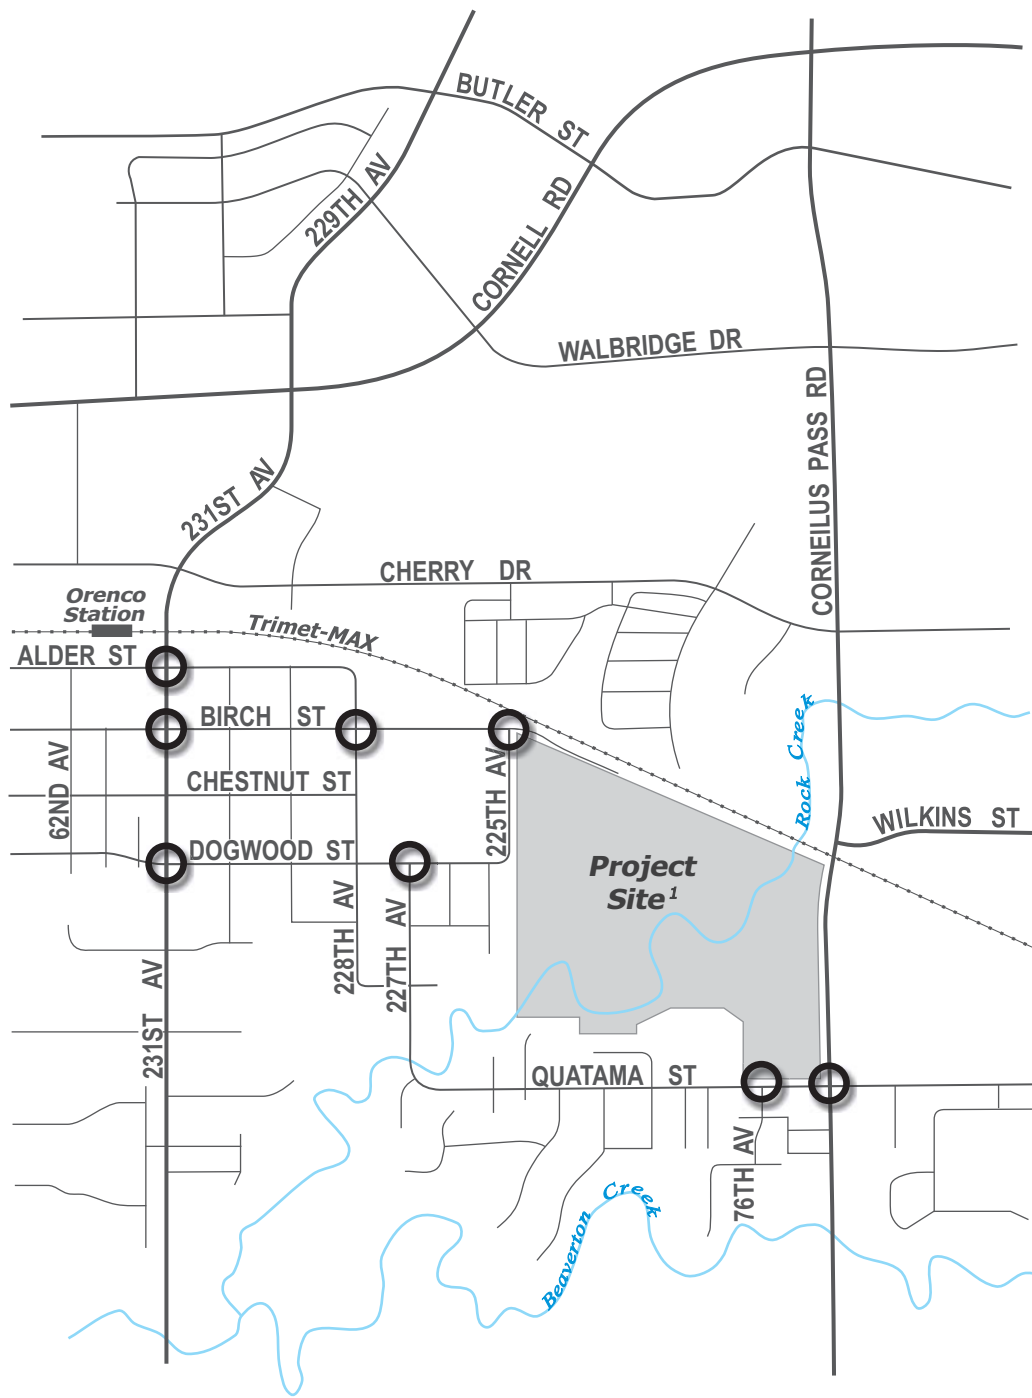 BUTLER ST
229TH AV
CORNELL RD
WALBRIDGE DR
CORNEILUS PASS RD
231ST AV
CHERRY DR
Orenco
Station
Trimet-MAX
ALDER ST
BIRCH ST
62ND AV
CHESTNUT ST
225TH AV
Rock Creek
WILKINS ST
DOGWOOD ST
Project
Site 1
228TH AV
227TH AV
231ST AV
QUATAMA ST
76TH AV
Beaverton Creek